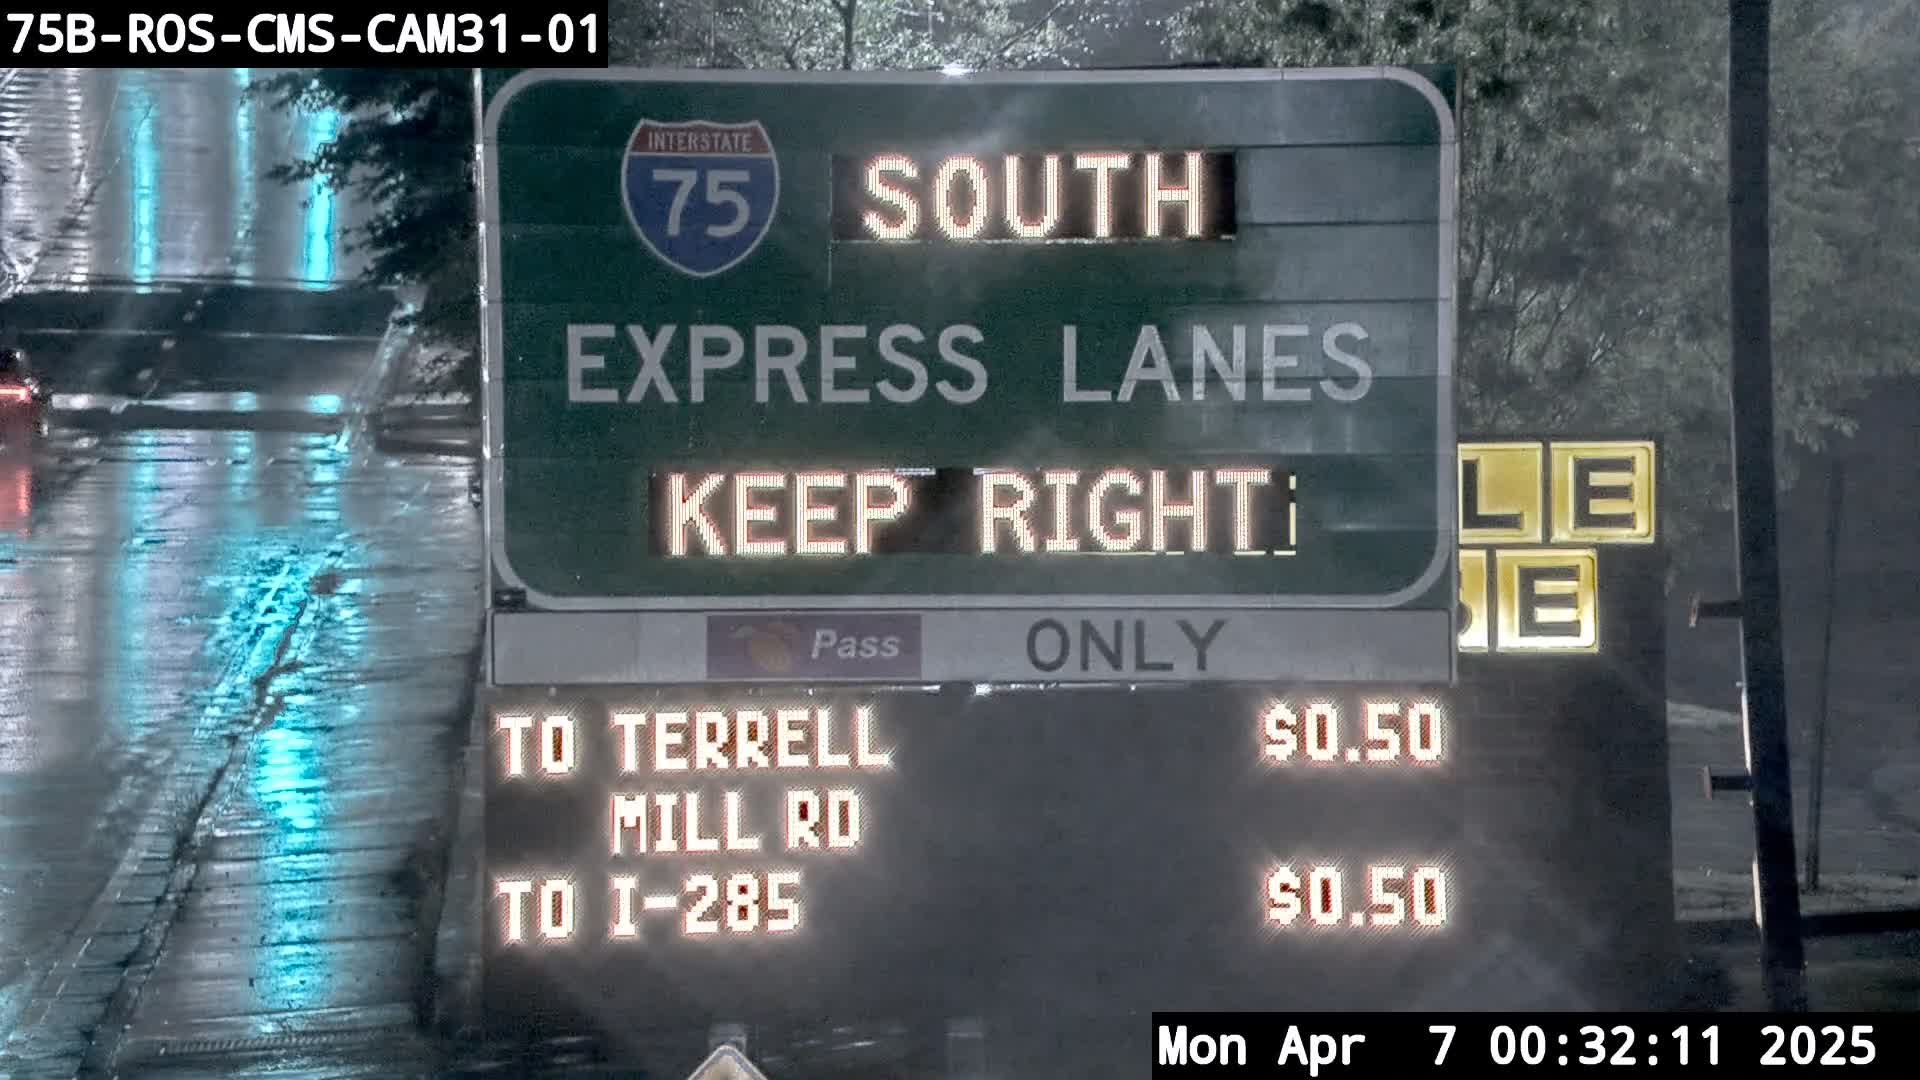 75B-ROS-CMS-CAM31-01
INTERSTATE
75
SOUTH
EXPRESS LANES
KEEP RIGHT
LE
E
Pass ONLY
TO TERRELL $0.50
MILL RD
TO I-285 $0.50
Mon Apr 7 00:32:11 2025